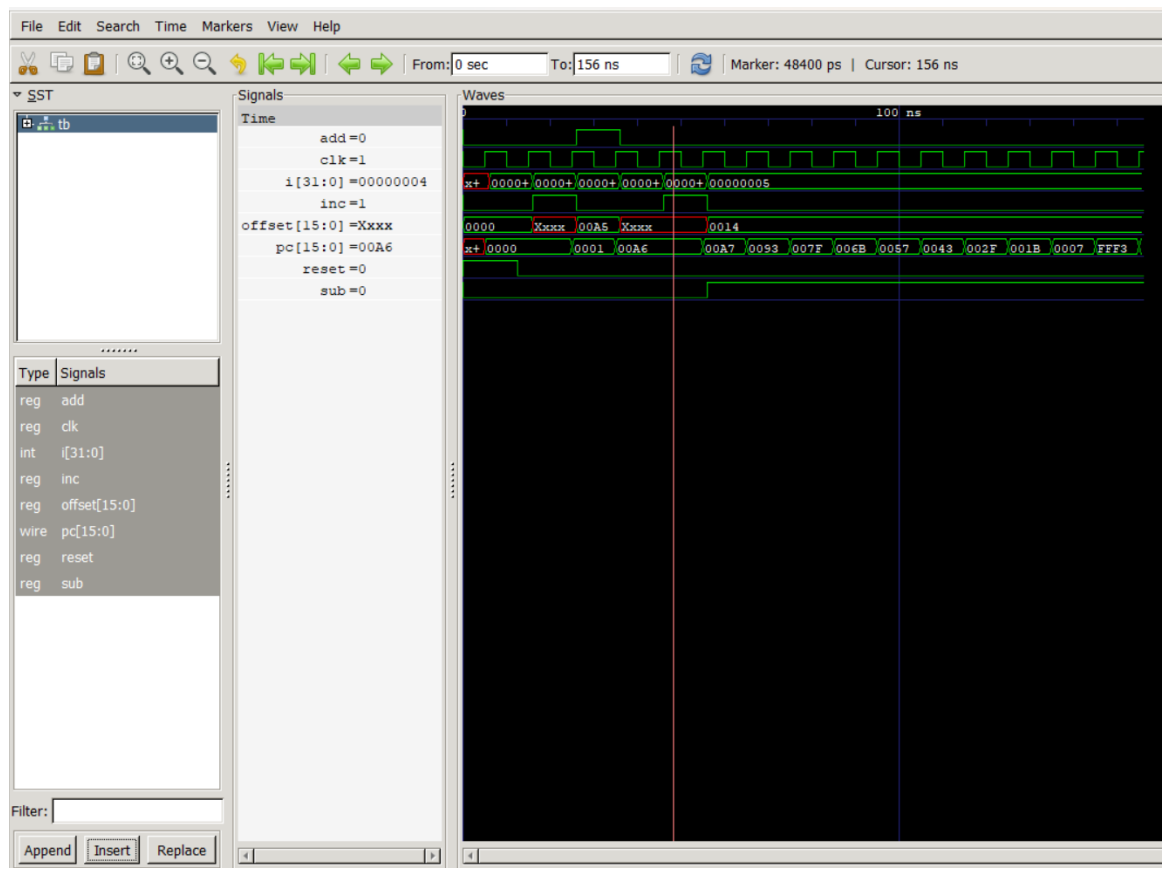 File Edit Search Time Markers View Help
From: 0 sec To: 156 ns Marker: 48400 ps | Cursor: 156 ns
SST
tb
Type Signals
reg add
reg clk
int i[31:0]
reg inc
reg offset[15:0]
wire pc[15:0]
reg reset
reg sub
Filter:
Append Insert Replace
Signals
Time
add=0
clk=1
i[31:0]=00000004
inc=1
offset[15:0]=Xxxx
pc[15:0]=00A6
reset=0
sub=0
Waves
0 100 ns
x+ 0000+ 0000+ 0000+ 0000+ 0000+ 00000005
0000 Xxxx 00A5 Xxxx 0014
x+ 0000 0001 00A6 00A7 0093 007F 006B 0057 0043 002F 001B 0007 FFF3